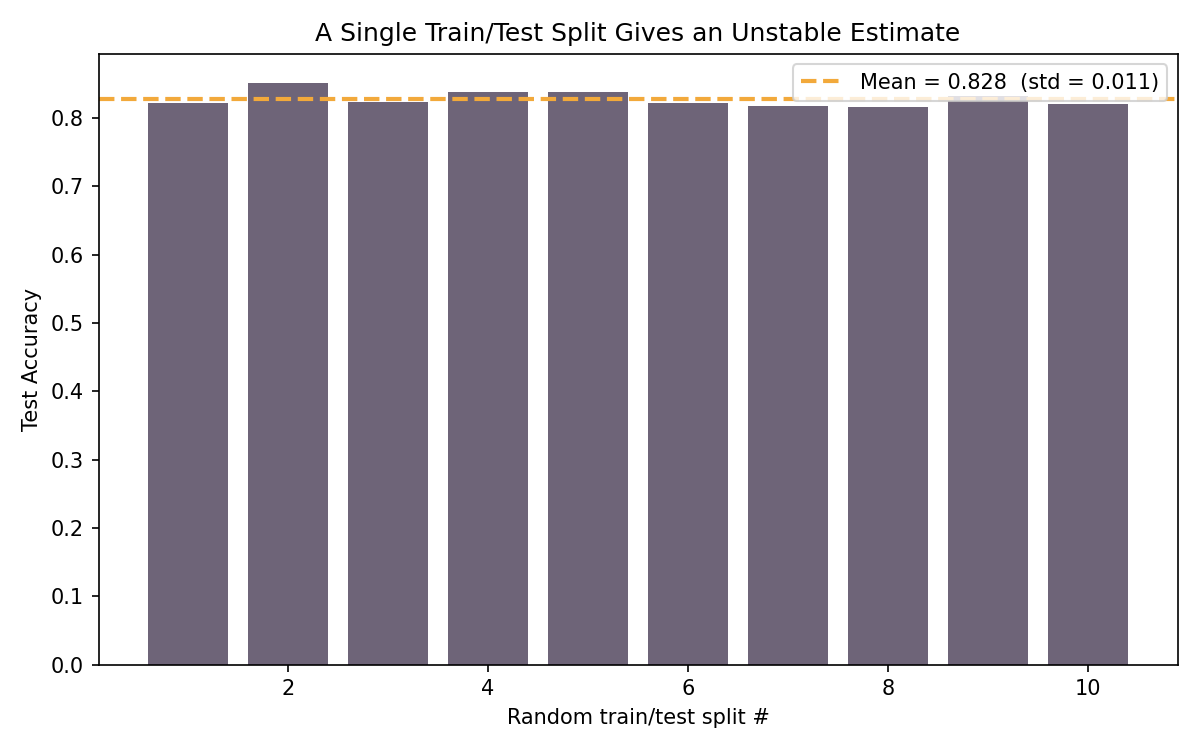 A Single Train/Test Split Gives an Unstable Estimate
Mean = 0.828 (std = 0.011)
Test Accuracy
0.8
0.7
0.6
0.5
0.4
0.3
0.2
0.1
0.0
2 4 6 8 10
Random train/test split #